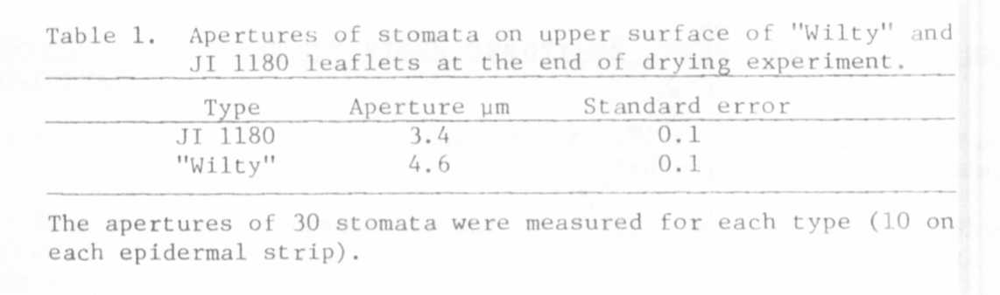 Table 1. Apertures of stomata on upper surface of "Wilty" and
JI 1180 leaflets at the end of drying experiment.
Type Aperture µm Standard error
JI 1180 3.4 0.1
"Wilty" 4.6 0.1
The apertures of 30 stomata were measured for each type (10 on
each epidermal strip).